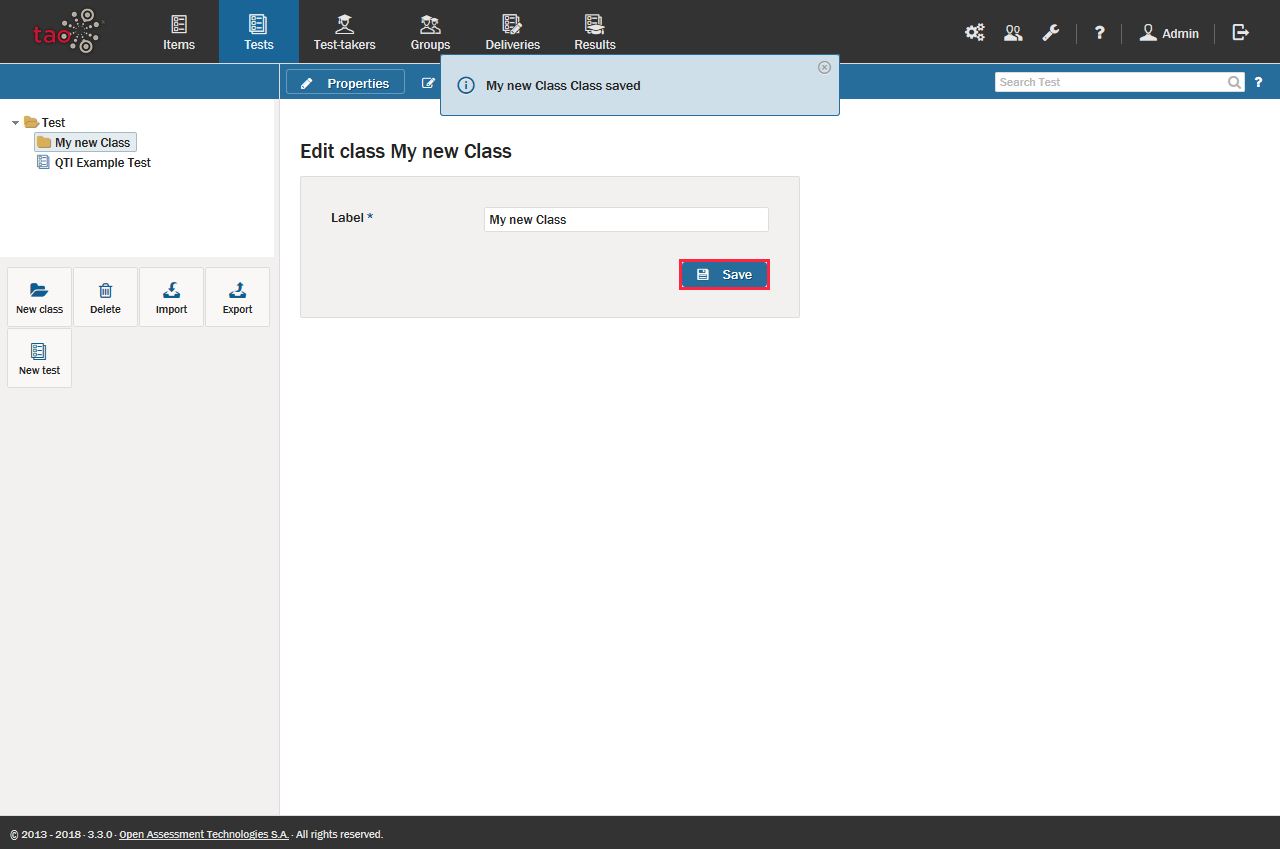 tao
Items
Tests
Test-takers
Groups
Deliveries
Results
?
Admin
Properties
My new Class Class saved
Search Test
?
Test
My new Class
QTI Example Test
Edit class My new Class
Label *
My new Class
Save
New class
Delete
Import
Export
New test
© 2013 - 2018 · 3.3.0 · Open Assessment Technologies S.A. · All rights reserved.